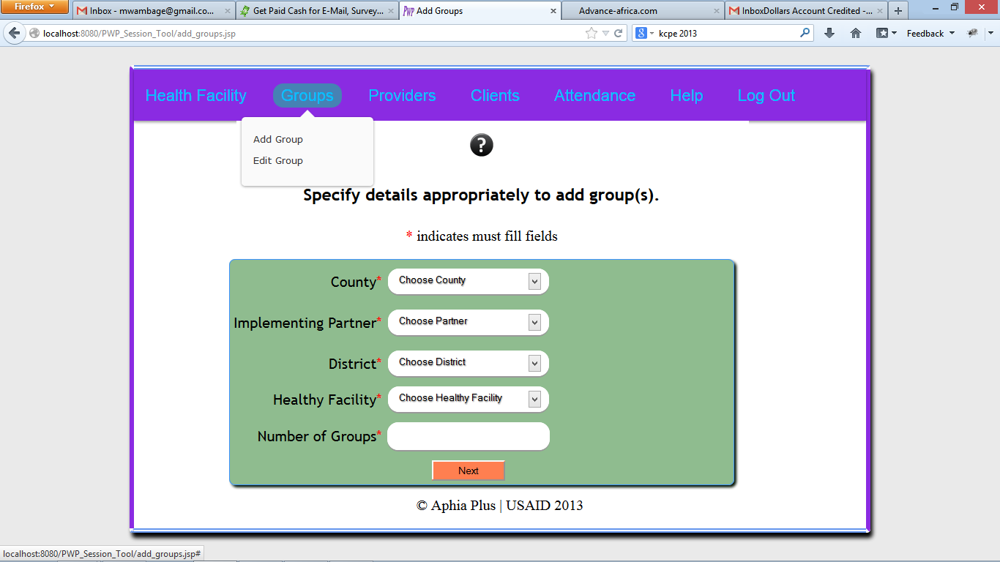 Firefox
Inbox - mwambage@gmail.co...
Get Paid Cash for E-Mail, Survey...
PWP Add Groups
Advance-africa.com
InboxDollars Account Credited -...
localhost:8080/PWP_Session_Tool/add_groups.jsp
8 kcpe 2013
Feedback
Health Facility Groups Providers Clients Attendance Help Log Out
Add Group
Edit Group
?
Specify details appropriately to add group(s).
* indicates must fill fields
County* Choose County
Implementing Partner* Choose Partner
District* Choose District
Healthy Facility* Choose Healthy Facility
Number of Groups*
Next
© Aphia Plus | USAID 2013
localhost:8080/PWP_Session_Tool/add_groups.jsp#